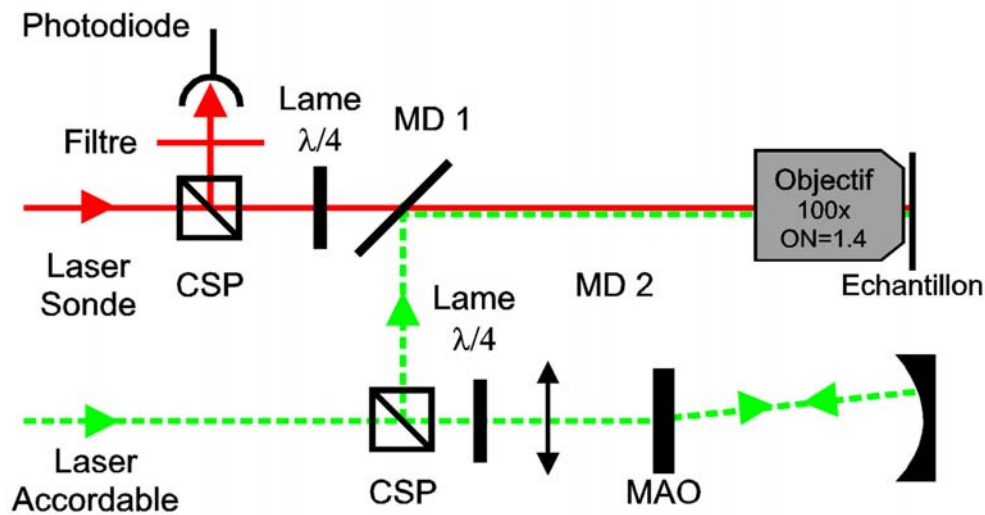 Photodiode
Lame
λ/4
MD 1
Filtre
Objectif
100x
ON=1.4
Laser
Sonde
CSP
MD 2
Echantillon
Lame
λ/4
Laser
Accordable
CSP
MAO